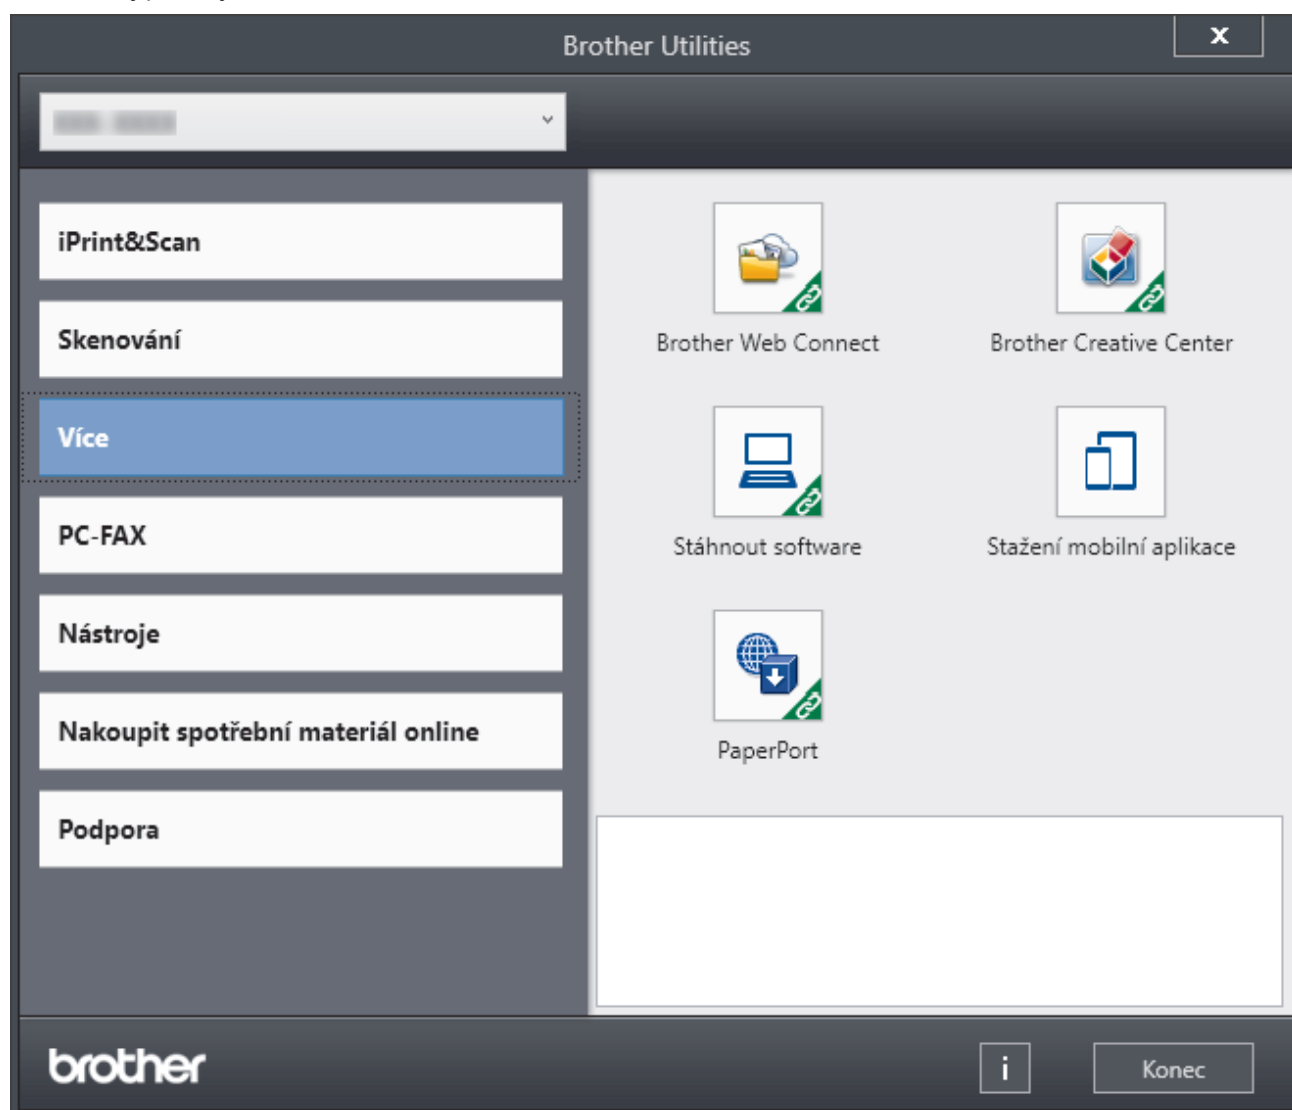 Brother Utilities
x
iPrint&Scan
Skenování
Více
PC-FAX
Nástroje
Nakoupit spotřební materiál online
Podpora
Brother Web Connect
Brother Creative Center
Stáhnout software
Stažení mobilní aplikace
PaperPort
brother
i
Konec